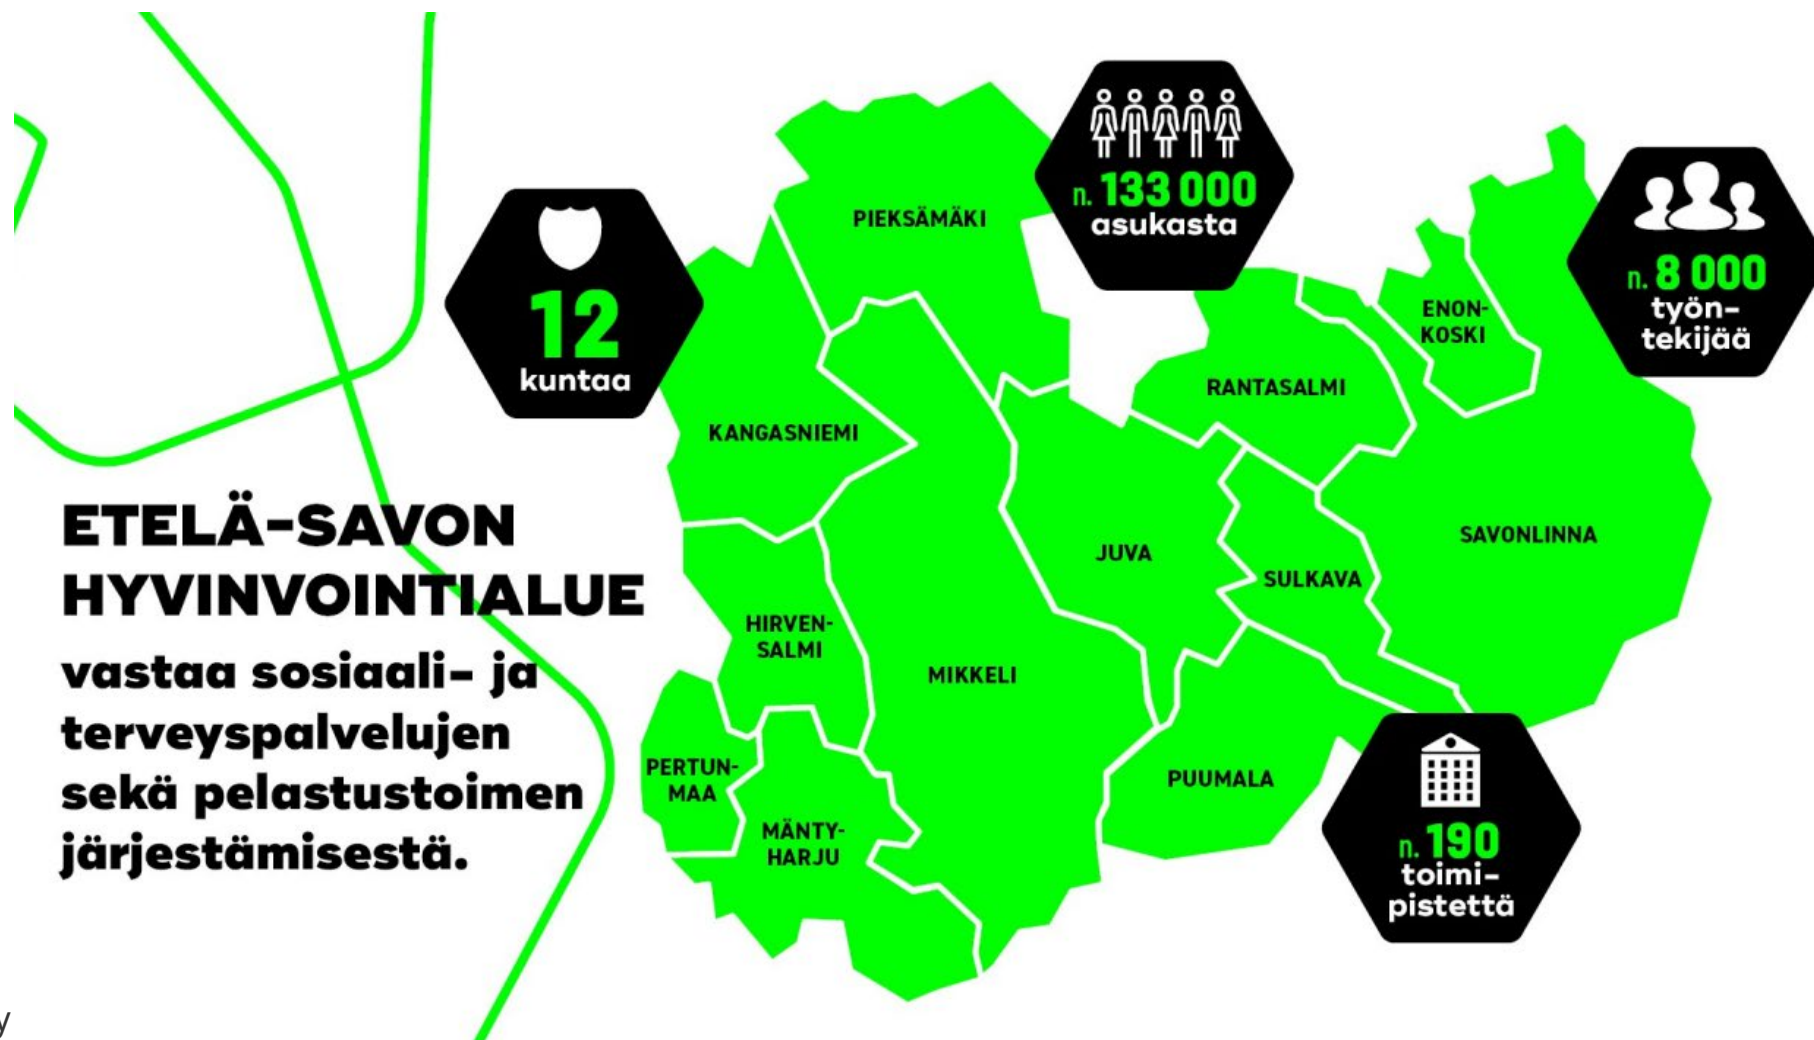 n. 133 000
asukasta
PIEKSÄMÄKI
12
kuntaa
n. 8 000
työn-
tekijää
ENON-
KOSKI
RANTASALMI
KANGASNIEMI
ETELÄ-SAVON
HYVINVOINTIALUE
vastaa sosiaali- ja
terveyspalvelujen
sekä pelastustoimen
järjestämisestä.
SAVONLINNA
JUVA
SULKAVA
HIRVEN-
SALMI
MIKKELI
PERTUN-
MAA
PUUMALA
MÄNTY-
HARJU
n. 190
toimi-
pistettä
y